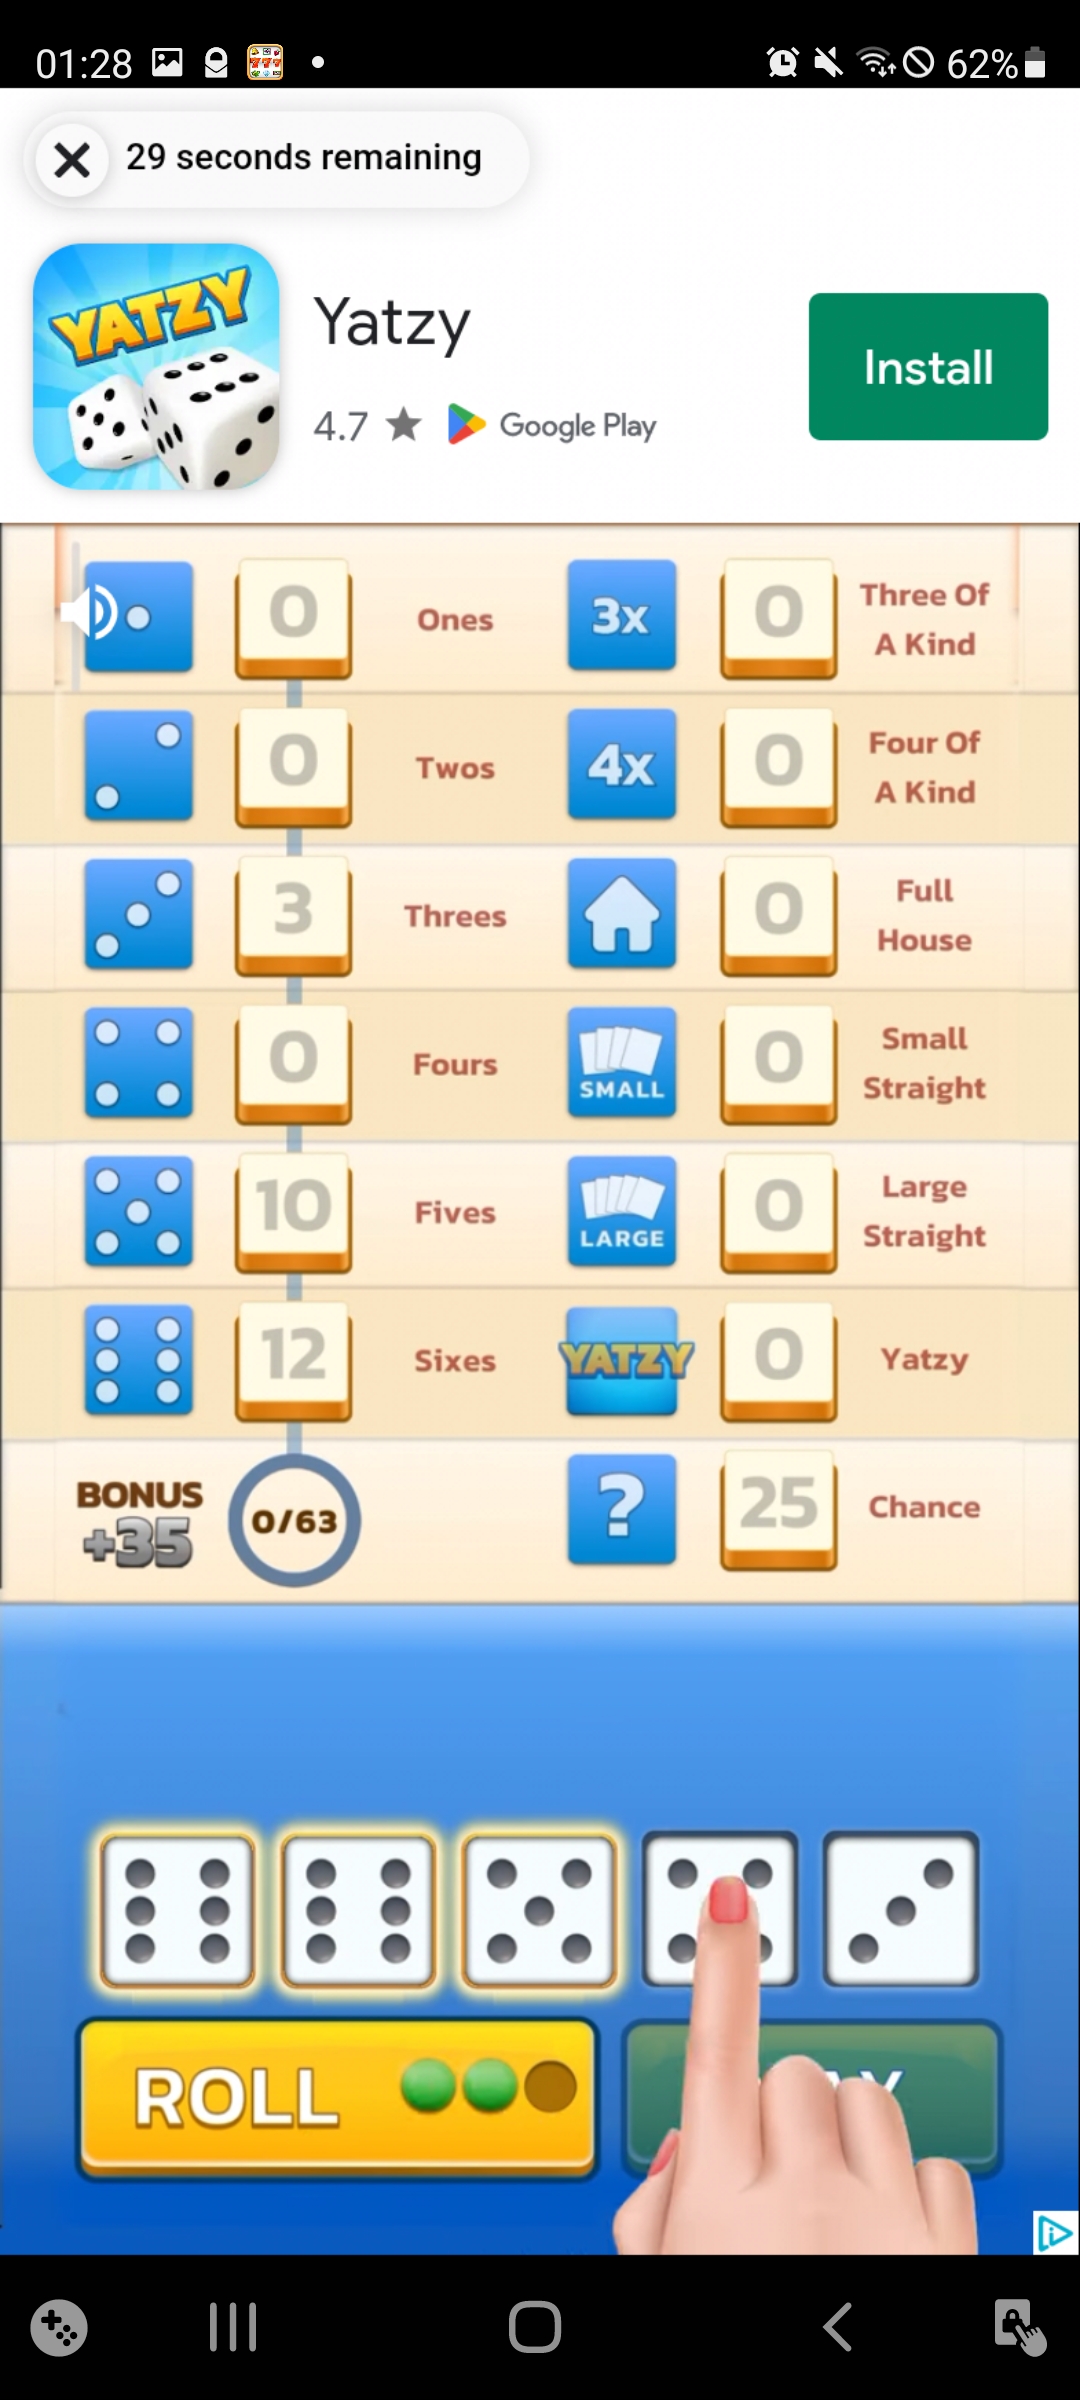 01:28
62%
29 seconds remaining
YATZY
Yatzy
4.7 ★ Google Play
Install
0 Ones 3x 0 Three Of A Kind
0 Twos 4x 0 Four Of A Kind
3 Threes 0 Full House
0 Fours SMALL 0 Small Straight
10 Fives LARGE 0 Large Straight
12 Sixes YATZY 0 Yatzy
BONUS +35 0/63 ? 25 Chance
ROLL